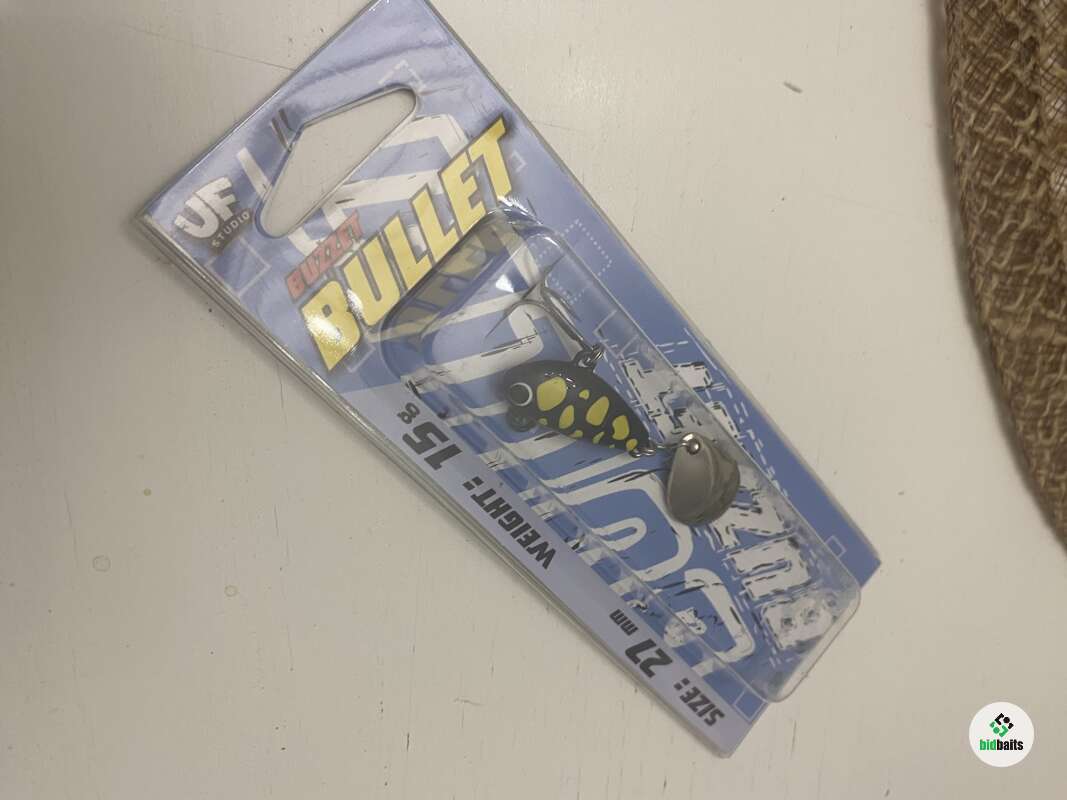 UF
STUDIO
BUZZET
BULLET
WEIGHT: 15 g
SIZE: 27 mm
bidbaits